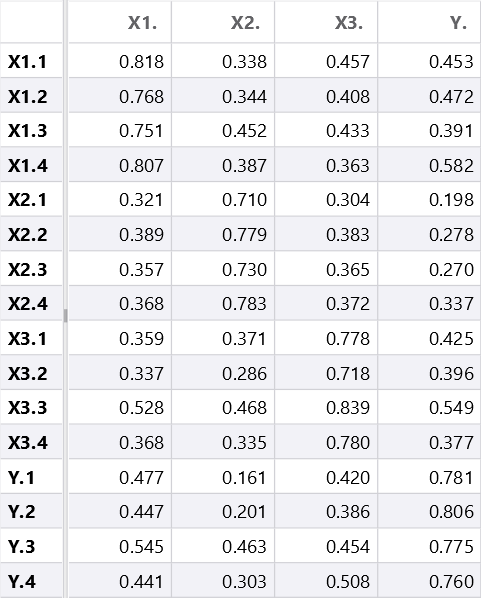 X1. X2. X3. Y.
X1.1 0.818 0.338 0.457 0.453
X1.2 0.768 0.344 0.408 0.472
X1.3 0.751 0.452 0.433 0.391
X1.4 0.807 0.387 0.363 0.582
X2.1 0.321 0.710 0.304 0.198
X2.2 0.389 0.779 0.383 0.278
X2.3 0.357 0.730 0.365 0.270
X2.4 0.368 0.783 0.372 0.337
X3.1 0.359 0.371 0.778 0.425
X3.2 0.337 0.286 0.718 0.396
X3.3 0.528 0.468 0.839 0.549
X3.4 0.368 0.335 0.780 0.377
Y.1 0.477 0.161 0.420 0.781
Y.2 0.447 0.201 0.386 0.806
Y.3 0.545 0.463 0.454 0.775
Y.4 0.441 0.303 0.508 0.760